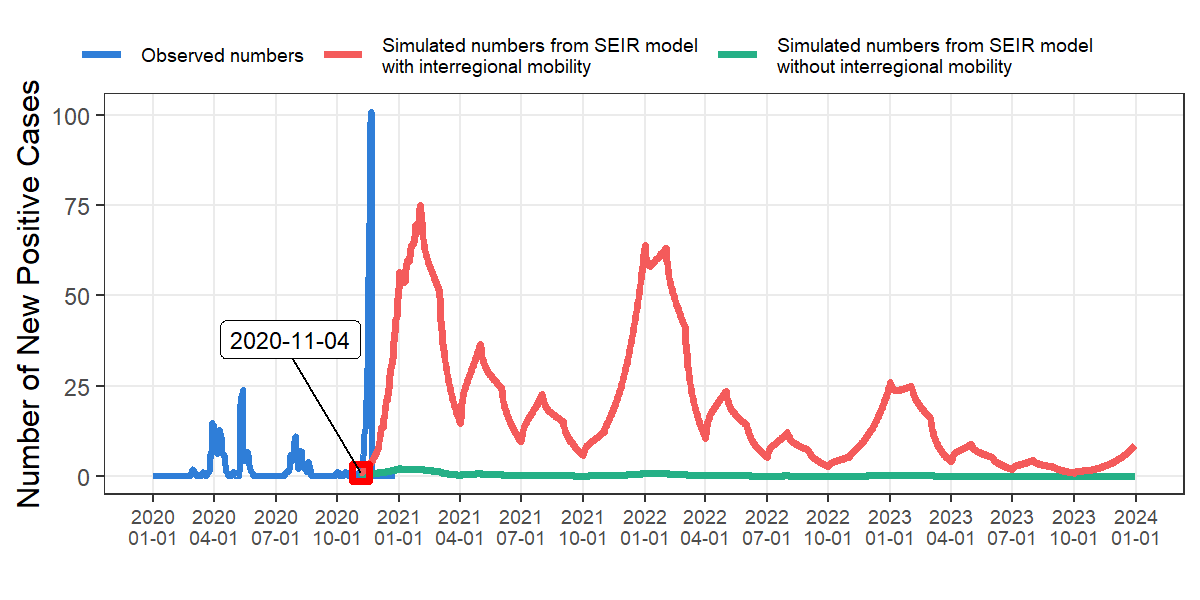 Observed numbers
Simulated numbers from SEIR model
with interregional mobility
Simulated numbers from SEIR model
without interregional mobility
Number of New Positive Cases
100
75
50
25
0
2020-11-04
2020 2020 2020 2020 2021 2021 2021 2021 2022 2022 2022 2022 2023 2023 2023 2023 2024
01-01 04-01 07-01 10-01 01-01 04-01 07-01 10-01 01-01 04-01 07-01 10-01 01-01 04-01 07-01 10-01 01-01